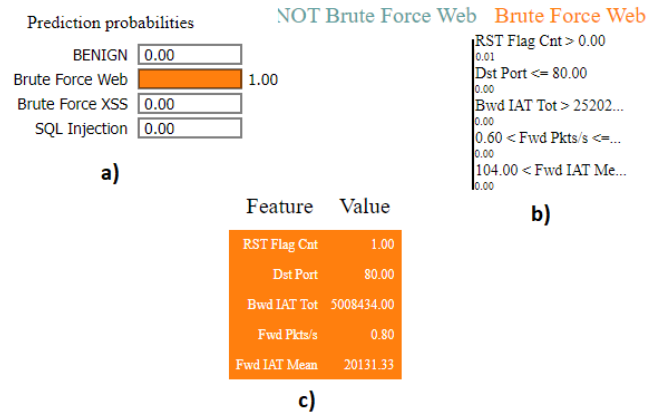 Prediction probabilities
BENIGN 0.00
Brute Force Web 1.00
Brute Force XSS 0.00
SQL Injection 0.00
a)
NOT Brute Force Web Brute Force Web
RST Flag Cnt > 0.00
0.01
Dst Port <= 80.00
0.00
Bwd IAT Tot > 25202...
0.00
0.60 < Fwd Pkts/s <=...
0.00
104.00 < Fwd IAT Me...
0.00
b)
Feature Value
RST Flag Cnt 1.00
Dst Port 80.00
Bwd IAT Tot 5008434.00
Fwd Pkts/s 0.80
Fwd IAT Mean 20131.33
c)